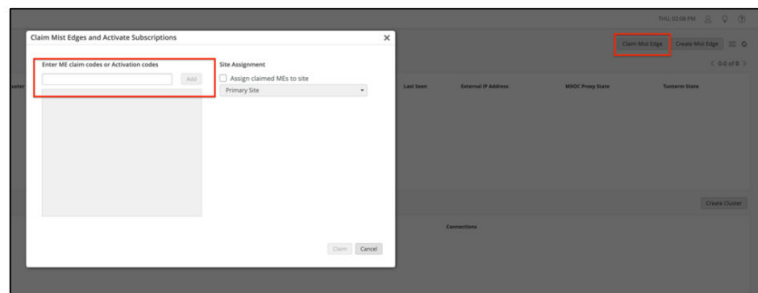 THU, 03:08 PM
Claim Mist Edges and Activate Subscriptions
Claim Mist Edge
Create Mist Edge
Enter ME claim codes or Activation codes
Site Assignment
Add
Assign claimed MEs to site
Primary Site
0-0 of 0
Last Seen
External IP Address
MXOC Proxy State
Tunterm State
Create Cluster
Connections
Claim
Cancel